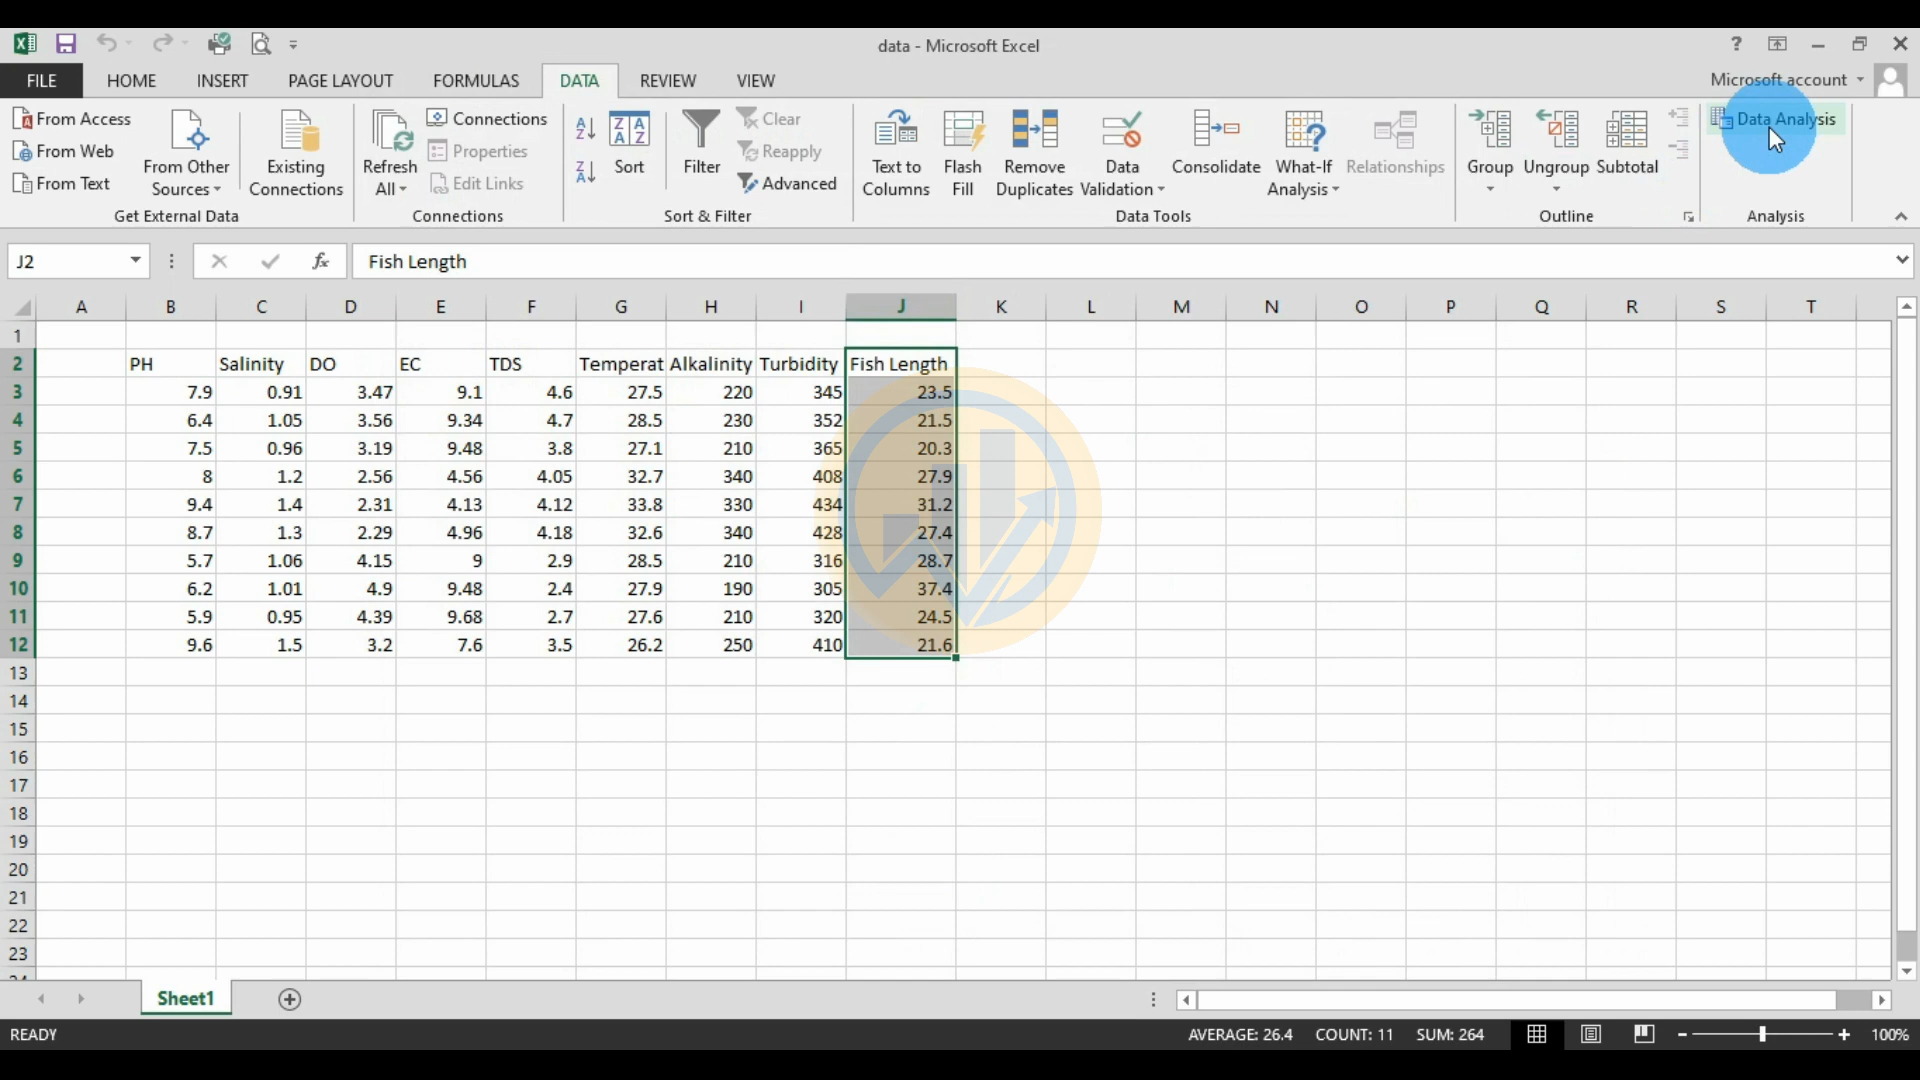 data - Microsoft Excel
?
FILE HOME INSERT PAGE LAYOUT FORMULAS DATA REVIEW VIEW Microsoft account
From Access
From Web
From Text
From Other Sources
Existing Connections
Get External Data
Refresh All
Connections
Properties
Edit Links
Connections
Sort
Filter
Clear
Reapply
Advanced
Sort & Filter
Text to Columns
Flash Fill
Remove Duplicates
Data Validation
Consolidate
What-If Analysis
Relationships
Data Tools
Group
Ungroup
Subtotal
Outline
Data Analysis
Analysis
J2 fx Fish Length
A B C D E F G H I J K L M N O P Q R S T
1
2 PH Salinity DO EC TDS Temperat Alkalinity Turbidity Fish Length
3 7.9 0.91 3.47 9.1 4.6 27.5 220 345 23.5
4 6.4 1.05 3.56 9.34 4.7 28.5 230 352 21.5
5 7.5 0.96 3.19 9.48 3.8 27.1 210 365 20.3
6 8 1.2 2.56 4.56 4.05 32.7 340 408 27.9
7 9.4 1.4 2.31 4.13 4.12 33.8 330 434 31.2
8 8.7 1.3 2.29 4.96 4.18 32.6 340 428 27.4
9 5.7 1.06 4.15 9 2.9 28.5 210 316 28.7
10 6.2 1.01 4.9 9.48 2.4 27.9 190 305 37.4
11 5.9 0.95 4.39 9.68 2.7 27.6 210 320 24.5
12 9.6 1.5 3.2 7.6 3.5 26.2 250 410 21.6
13
14
15
16
17
18
19
20
21
22
23
Sheet1
READY AVERAGE: 26.4 COUNT: 11 SUM: 264 100%